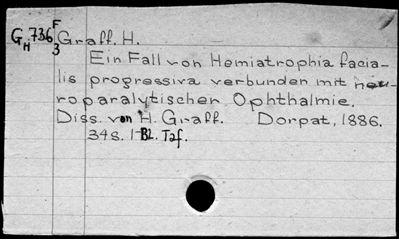 G H 736 F 3 Graff. H.
Ein Fall von Hemiatrophia facia-
lis progressiva verbunden mit neu-
roparalytischer Ophthalmie.
Diss. von H. Graff. Dorpat, 1886.
34s. 1 Bl. Taf.